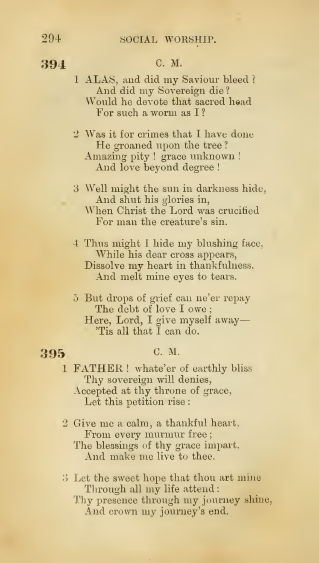 294 SOCIAL WORSHIP.
394 C. M.
1 ALAS, and did my Saviour bleed ?
And did my Sovereign die ?
Would he devote that sacred head
For such a worm as I ?
2 Was it for crimes that I have done
He groaned upon the tree ?
Amazing pity ! grace unknown !
And love beyond degree !
3 Well might the sun in darkness hide,
And shut his glories in,
When Christ the Lord was crucified
For man the creature's sin.
4 Thus might I hide my blushing face,
While his dear cross appears,
Dissolve my heart in thankfulness,
And melt mine eyes to tears.
5 But drops of grief can ne'er repay
The debt of love I owe ;
Here, Lord, I give myself away—
'Tis all that I can do.
395 C. M.
1 FATHER ! whate'er of earthly bliss
Thy sovereign will denies,
Accepted at thy throne of grace,
Let this petition rise :
2 Give me a calm, a thankful heart,
From every murmur free ;
The blessings of thy grace impart,
And make me live to thee.
3 Let the sweet hope that thou art mine
Through all my life attend :
Thy presence through my journey shine,
And crown my journey's end.